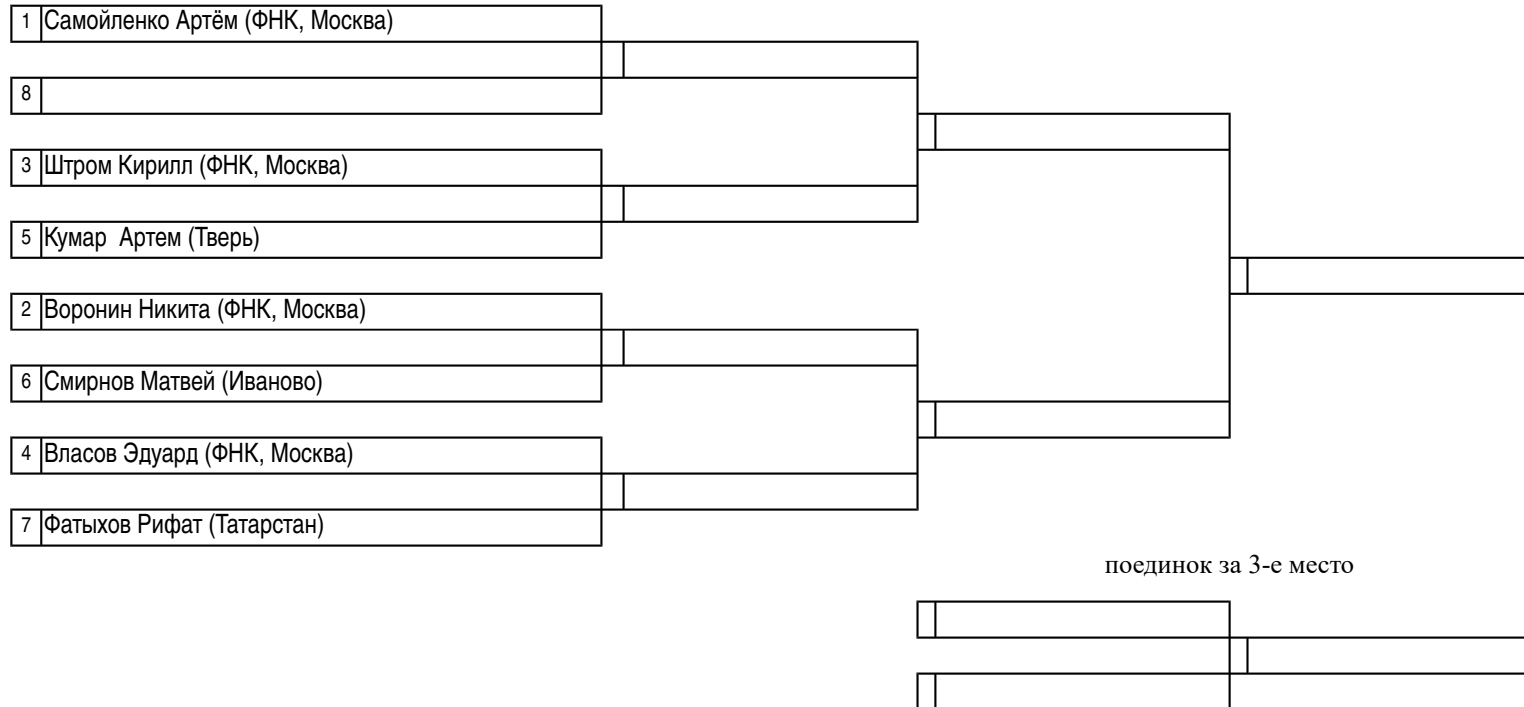 1 Самойленко Артём (ФНК, Москва)
8
3 Штром Кирилл (ФНК, Москва)
5 Кумар  Артем (Тверь)
2 Воронин Никита (ФНК, Москва)
6 Смирнов Матвей (Иваново)
4 Власов Эдуард (ФНК, Москва)
7 Фатыхов Рифат (Татарстан)
поединок за 3-е место